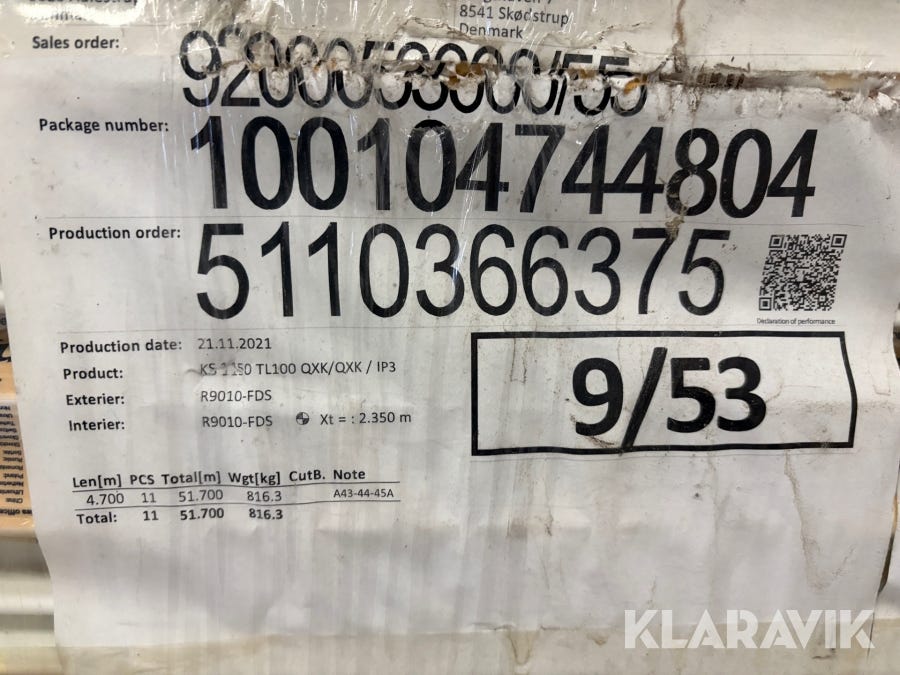 8541 Skødstrup
Denmark
Sales order:
Package number: 100104744804
Production order: 5110366375
Declaration of performance
Production date: 21.11.2021
Product: TL100 QXK/QXK / IP3
Exterier: R9010-FDS
Interier: R9010-FDS Xt = : 2.350 m
9/53
Len[m] PCS Total[m] Wgt[kg] CutB. Note
4.700 11 51.700 816.3 A43-44-45A
Total: 11 51.700 816.3
KLARAVIK